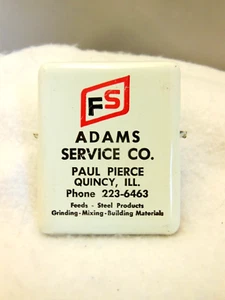 FS
ADAMS
SERVICE CO.
PAUL PIERCE
QUINCY, ILL.
Phone 223-6463
Feeds - Steel Products
Grinding-Mixing-Building Materials